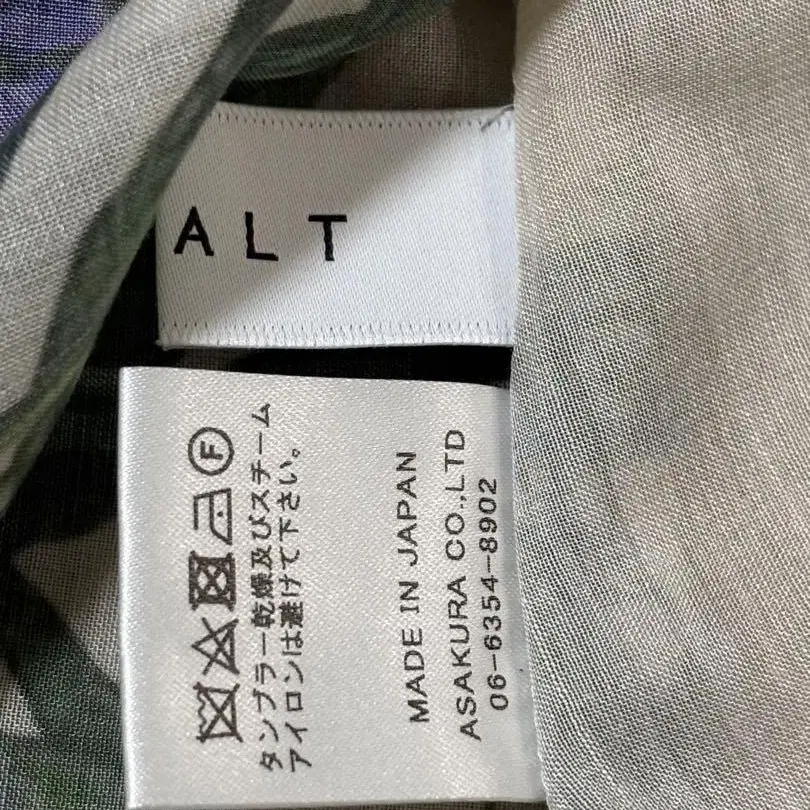 ALT
F
タンブラー乾燥及びスチーム
アイロンは避けて下さい。
MADE IN JAPAN
ASAKURA CO.,LTD
06-6354-8902